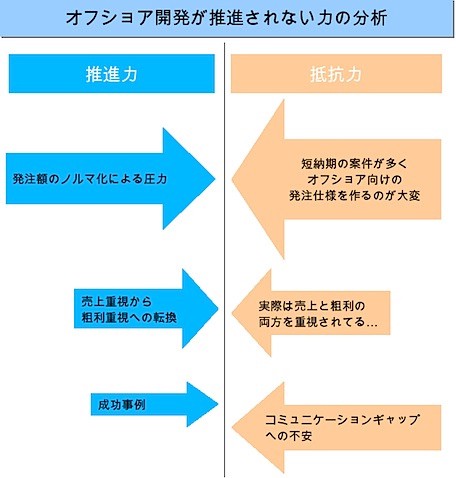 オフショア開発が推進されない力の分析
推進力
抵抗力
発注額のノルマ化による圧力
短納期の案件が多く
オフショア向けの
発注仕様を作るのが大変
売上重視から
粗利重視への転換
実際は売上と粗利の
両方を重視されてる...
成功事例
コミュニケーションギャップ
への不安